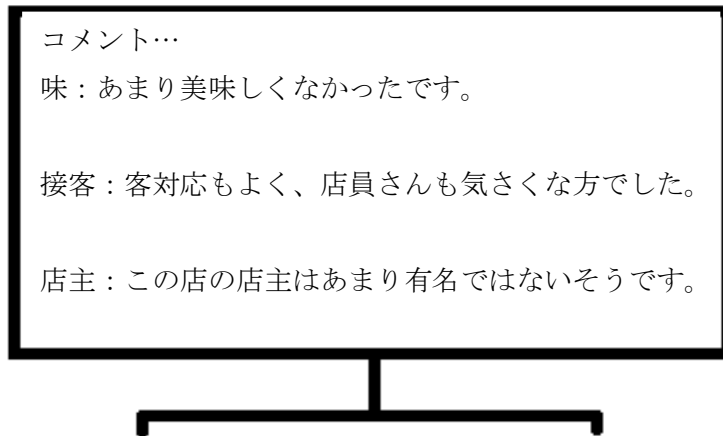 コメント…
味：あまり美味しくなかったです。
接客：客対応もよく、店員さんも気さくな方でした。
店主：この店の店主はあまり有名ではないそうです。